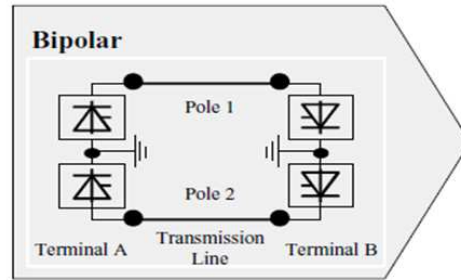 Bipolar
Pole 1
Pole 2
Terminal A
Transmission
Line
Terminal B